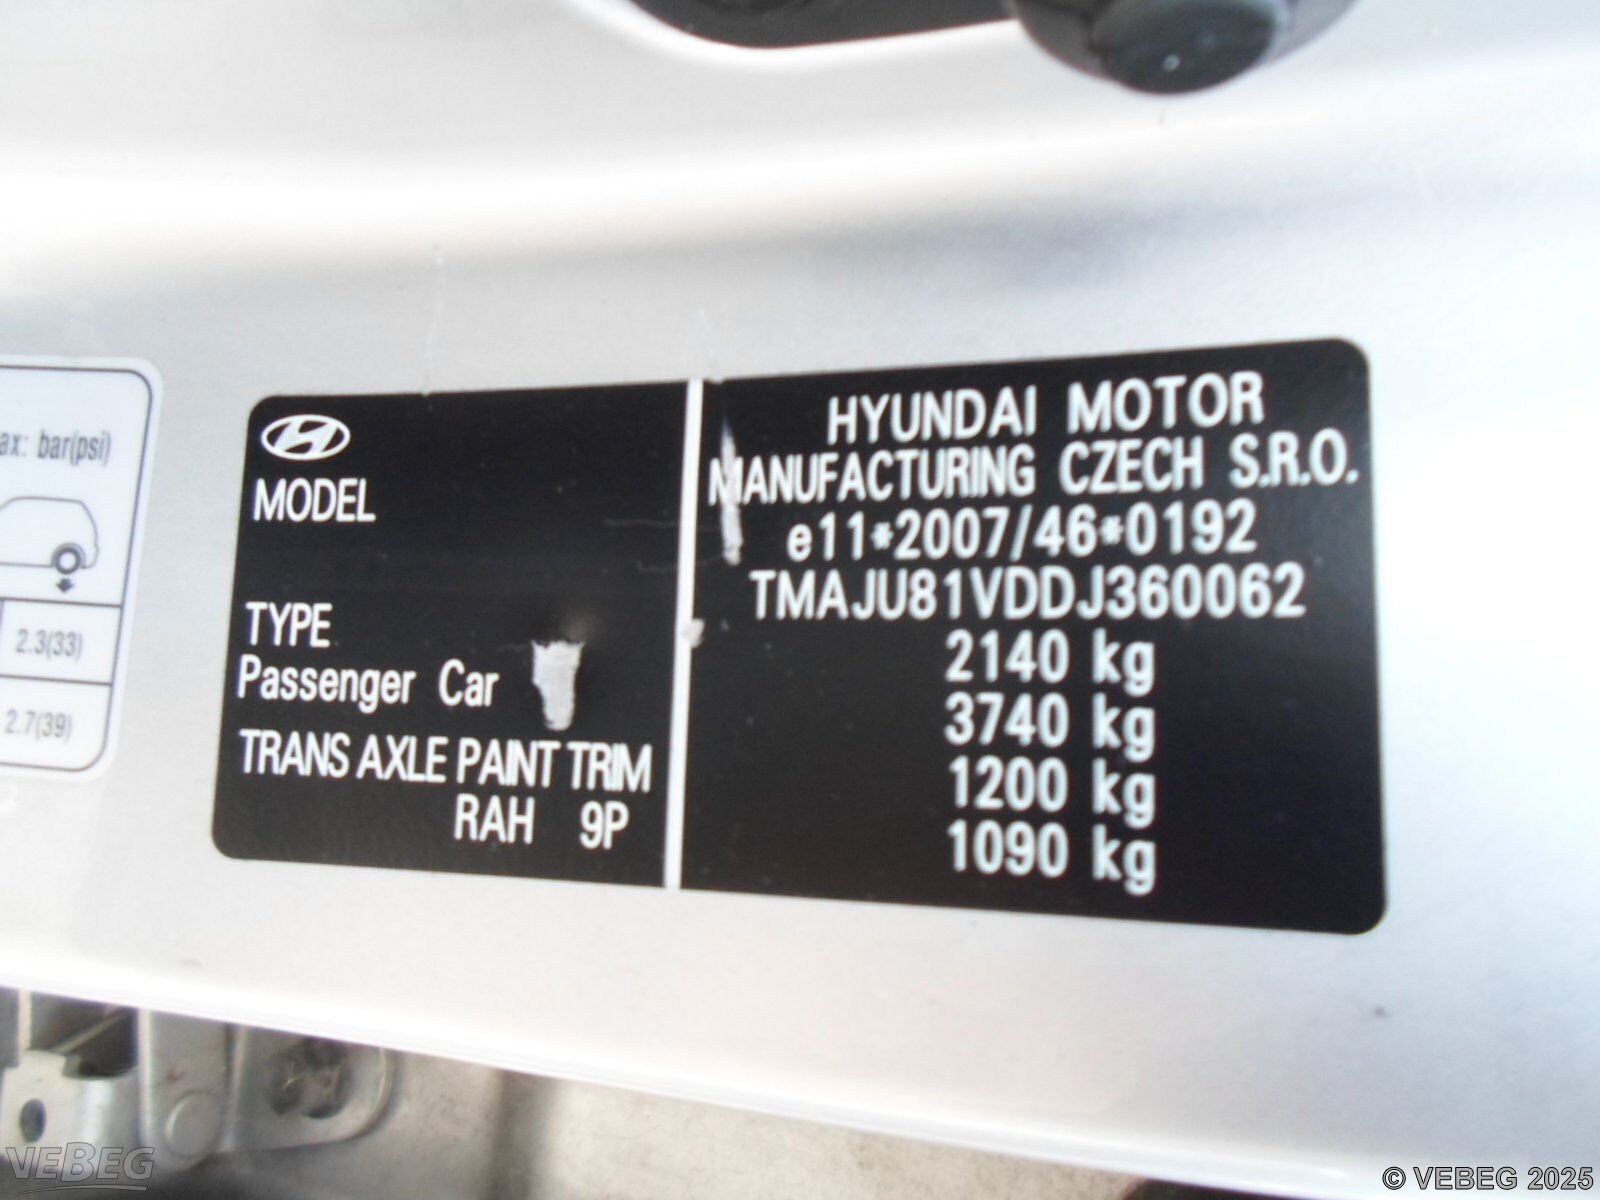 ax: bar(psi)
2.3(33)
2.7(39)
MODEL
TYPE
Passenger Car
TRANS AXLE PAINT TRIM
RAH 9P
HYUNDAI MOTOR
MANUFACTURING CZECH S.R.O.
e11*2007/46*0192
TMAJU81VDDJ360062
2140 kg
3740 kg
1200 kg
1090 kg
VEBEG
© VEBEG 2025